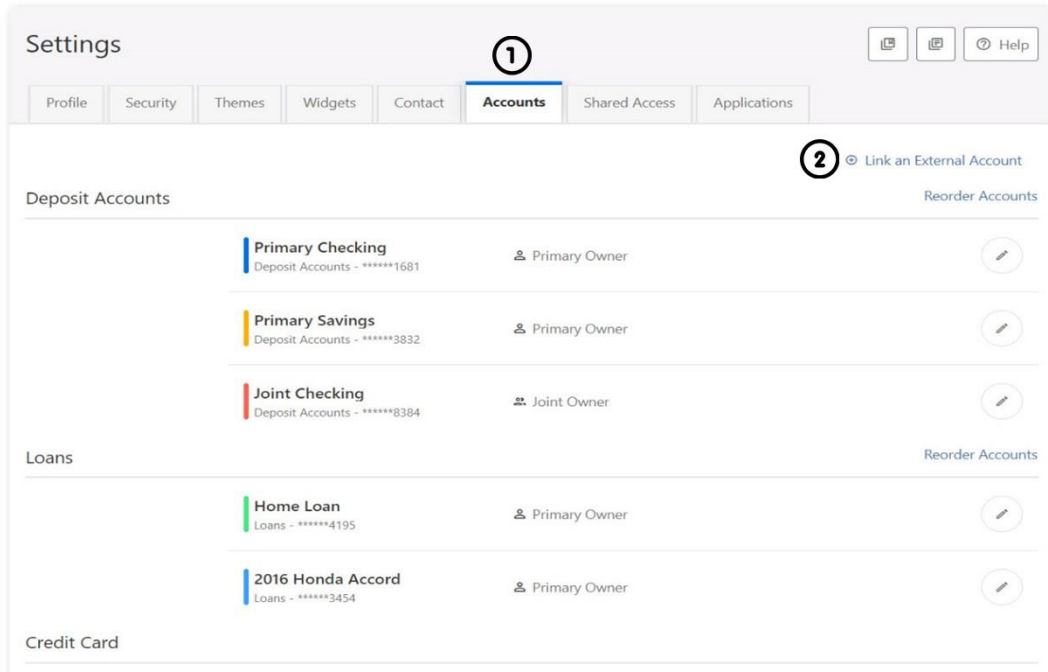 Settings
1
Help
Profile Security Themes Widgets Contact Accounts Shared Access Applications
2 Link an External Account
Deposit Accounts Reorder Accounts
Primary Checking
Deposit Accounts - ******1681
Primary Owner
Primary Savings
Deposit Accounts - ******3832
Primary Owner
Joint Checking
Deposit Accounts - ******8384
Joint Owner
Loans Reorder Accounts
Home Loan
Loans - ******4195
Primary Owner
2016 Honda Accord
Loans - ******3454
Primary Owner
Credit Card